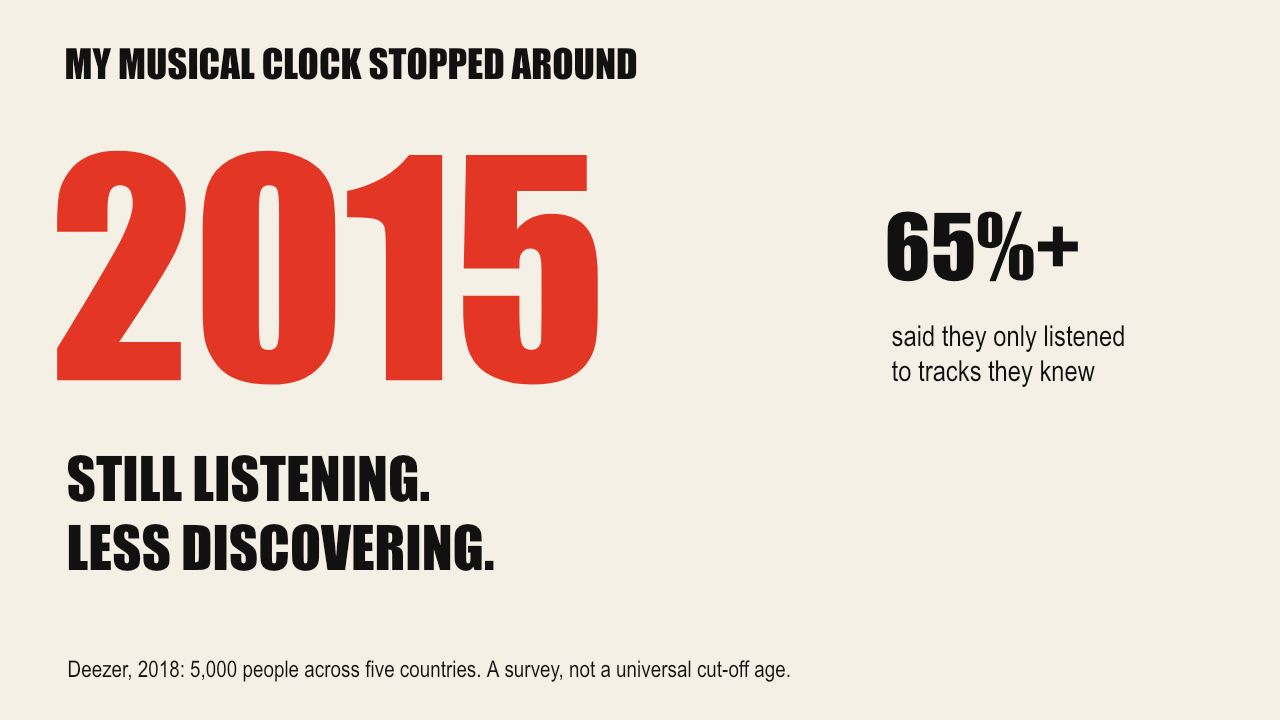 MY MUSICAL CLOCK STOPPED AROUND
2015
65%+
said they only listened
to tracks they knew
STILL LISTENING.
LESS DISCOVERING.
Deezer, 2018: 5,000 people across five countries. A survey, not a universal cut-off age.